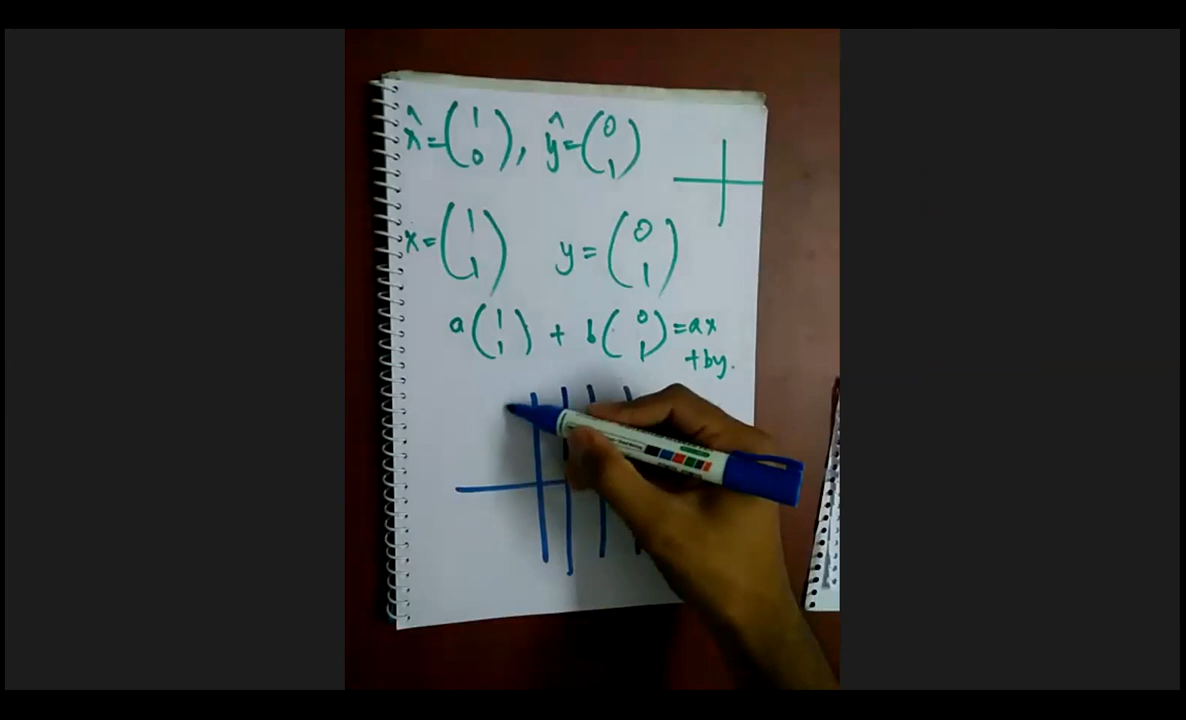 x̂=(1 0), ŷ=(0 1)
x=(1 1) y=(0 1)
a(1 1) + b(0 1)=ax
+by.